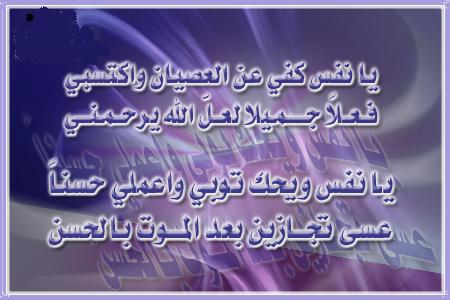 يا نفس كفي عن العصيان واكتسبي
فعلاً جميلا لعلّ الله يرحمني
يا نفس ويحك توبي واعملي حسناً
عسى تجازين بعد الموت بالحسن